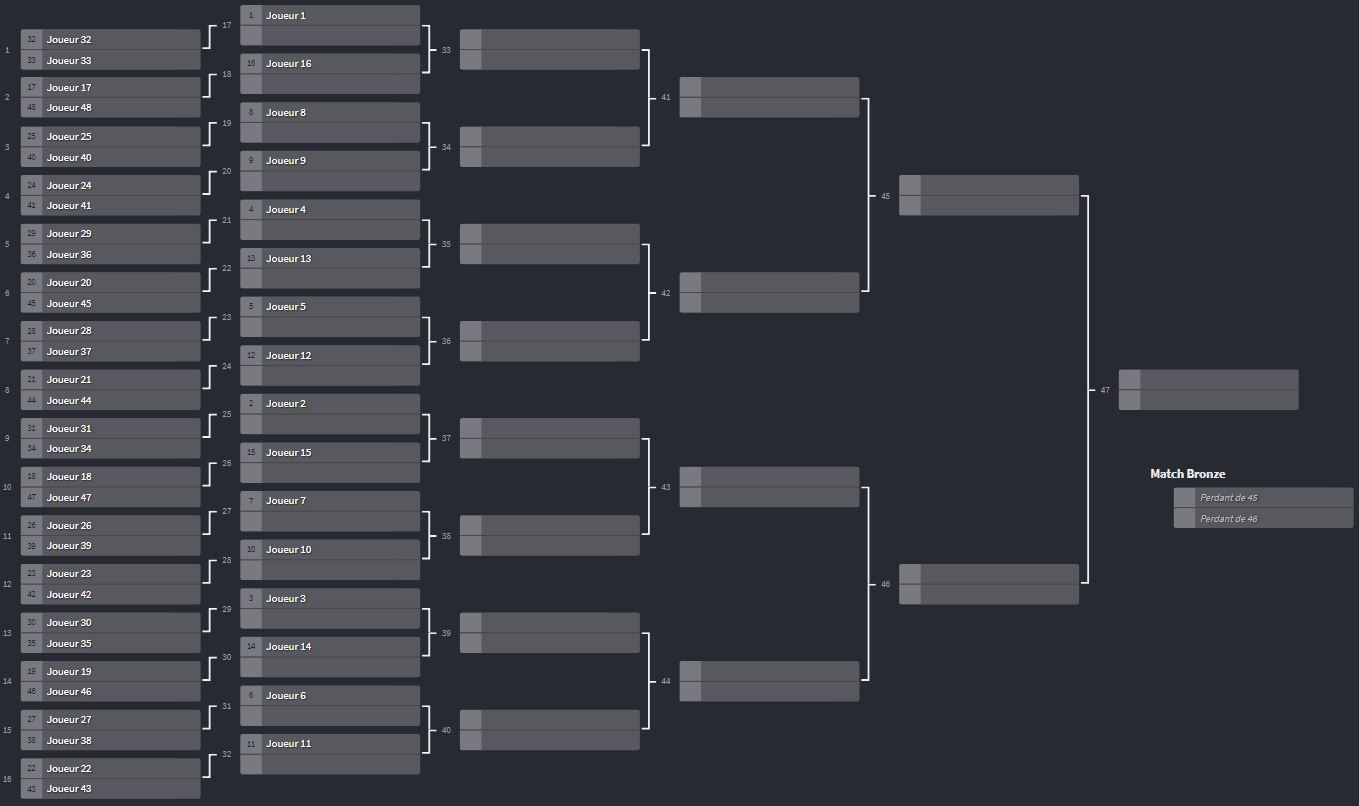 1
32 Joueur 32
33 Joueur 33
2
17 Joueur 17
48 Joueur 48
3
25 Joueur 25
40 Joueur 40
4
24 Joueur 24
41 Joueur 41
5
29 Joueur 29
36 Joueur 36
6
20 Joueur 20
45 Joueur 45
7
28 Joueur 28
37 Joueur 37
8
21 Joueur 21
44 Joueur 44
9
31 Joueur 31
34 Joueur 34
10
18 Joueur 18
47 Joueur 47
11
26 Joueur 26
39 Joueur 39
12
23 Joueur 23
42 Joueur 42
13
30 Joueur 30
35 Joueur 35
14
19 Joueur 19
46 Joueur 46
15
27 Joueur 27
38 Joueur 38
16
22 Joueur 22
43 Joueur 43
17
1 Joueur 1
18
16 Joueur 16
19
8 Joueur 8
20
9 Joueur 9
21
4 Joueur 4
22
13 Joueur 13
23
5 Joueur 5
24
12 Joueur 12
25
2 Joueur 2
26
15 Joueur 15
27
7 Joueur 7
28
10 Joueur 10
29
3 Joueur 3
30
14 Joueur 14
31
6 Joueur 6
32
11 Joueur 11
33
34
35
36
37
38
39
40
41
42
43
44
45
46
47
Match Bronze
Perdant de 45
Perdant de 46